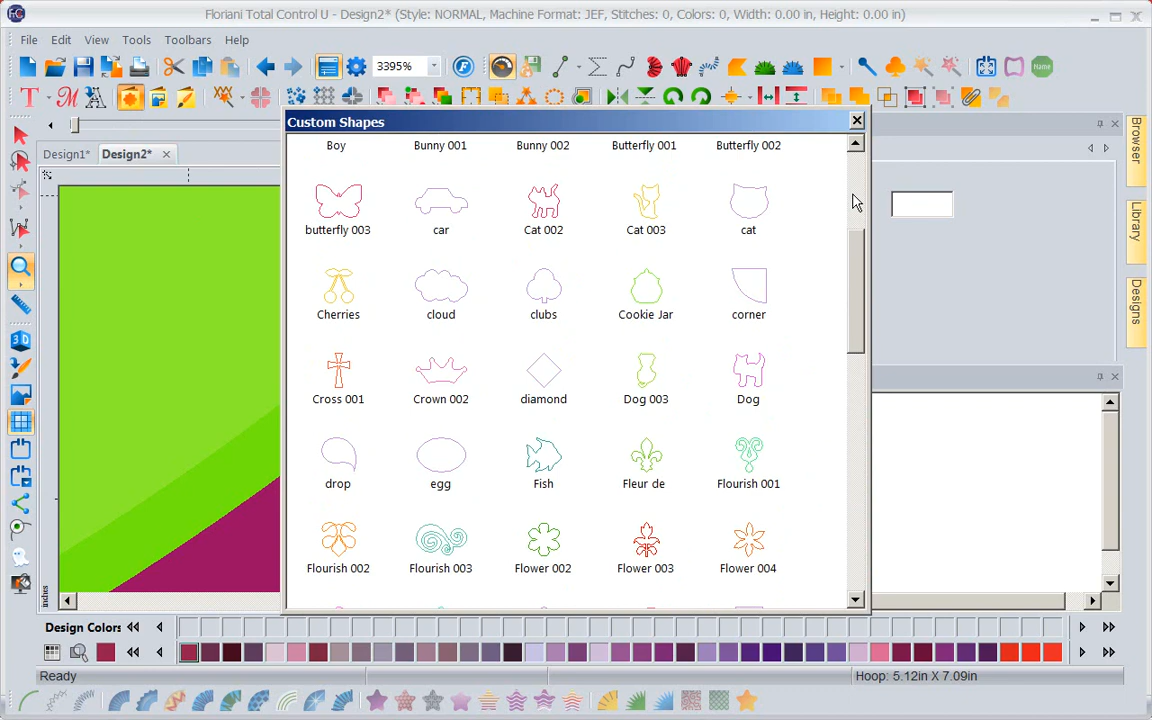 Floriani Total Control U - Design2* (Style: NORMAL, Machine Format: JEF, Stitches: 0, Colors: 0, Width: 0.00 in, Height: 0.00 in)
File Edit View Tools Toolbars Help
3395%
Name
Custom Shapes
Design1* Design2*
Boy Bunny 001 Bunny 002 Butterfly 001 Butterfly 002
butterfly 003 car Cat 002 Cat 003 cat
Cherries cloud clubs Cookie Jar corner
Cross 001 Crown 002 diamond Dog 003 Dog
drop egg Fish Fleur de Flourish 001
Flourish 002 Flourish 003 Flower 002 Flower 003 Flower 004
Browser
Library
Designs
inches
3D
Design Colors
Ready
Hoop: 5.12in X 7.09in